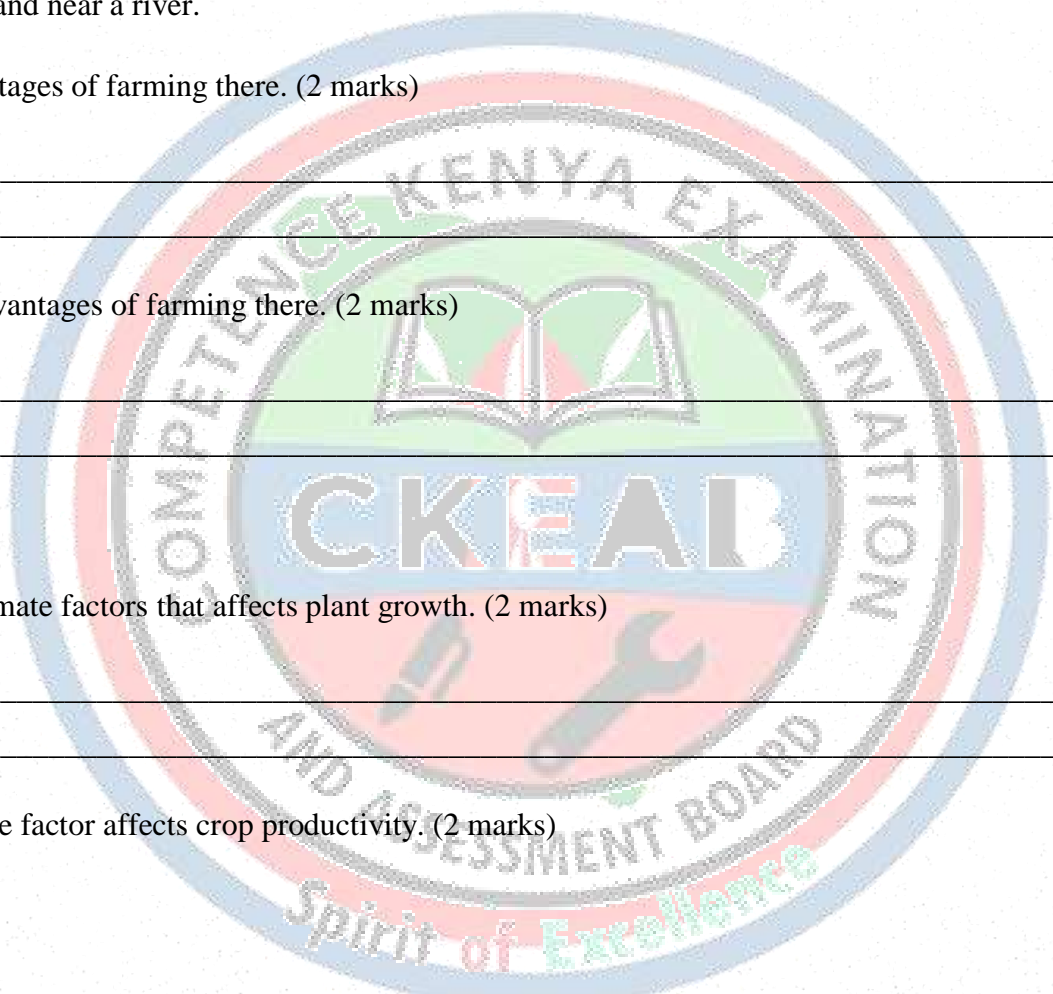 and near a river.
tages of farming there. (2 marks)
COMPETENCE KENYA EXAMINATION
vantages of farming there. (2 marks)
CKEAB
mate factors that affects plant growth. (2 marks)
e factor affects crop productivity. (2 marks)
AND ASSESSMENT BOARD
Spirit of Excellence